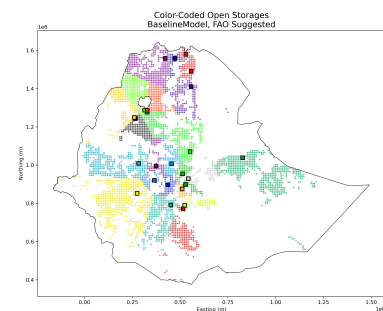 Color-Coded Open Storages
BaselineModel, FAO Suggested
1e6
1.6
1.4
1.2
1.0
0.8
0.6
0.4
Northing (m)
0.00
0.25
0.50
0.75
1.00
1.25
1.50
Easting (m)
1e6